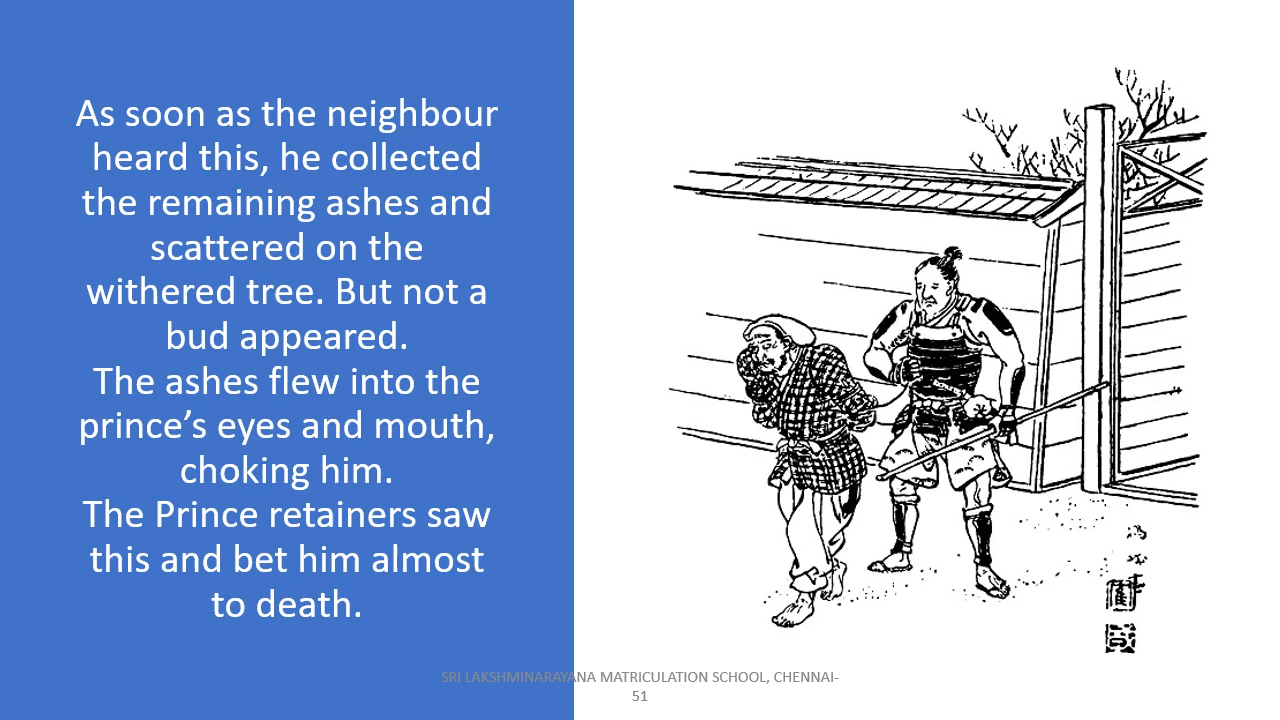 As soon as the neighbour
heard this, he collected
the remaining ashes and
scattered on the
withered tree. But not a
bud appeared.
The ashes flew into the
prince’s eyes and mouth,
choking him.
The Prince retainers saw
this and bet him almost
to death.
SRI LAKSHMINARAYANA MATRICULATION SCHOOL, CHENNAI-
51